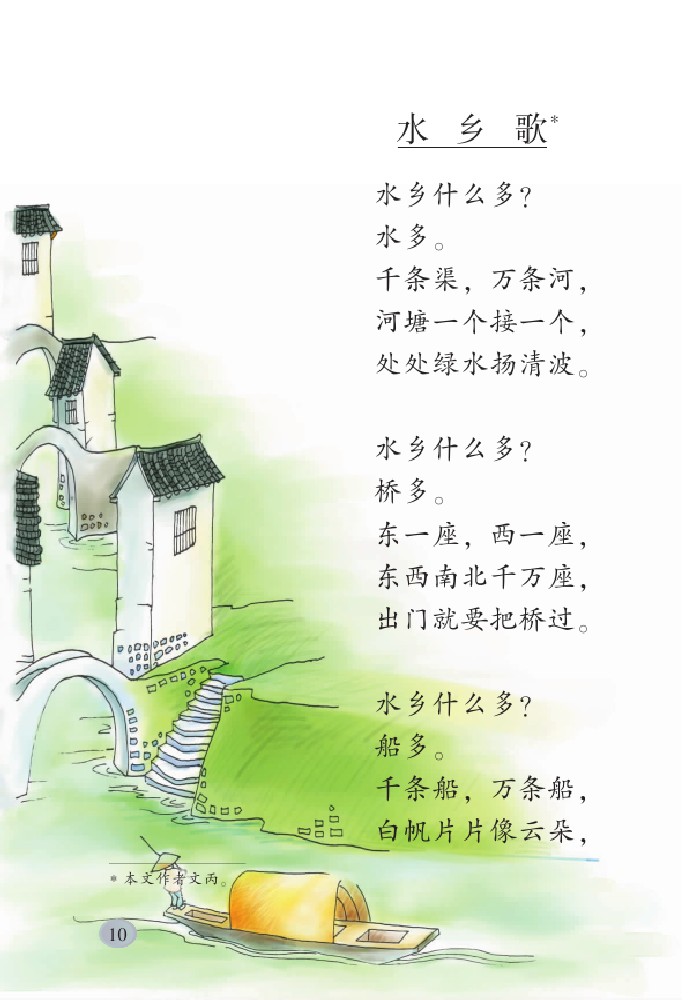 水乡歌*
水乡什么多?
水多。
千条渠，万条河，
河塘一个接一个，
处处绿水扬清波。
水乡什么多?
桥多。
东一座，西一座，
东西南北千万座，
出门就要把桥过。
水乡什么多?
船多。
千条船，万条船，
白帆片片像云朵，
* 本文作者文丙。
10